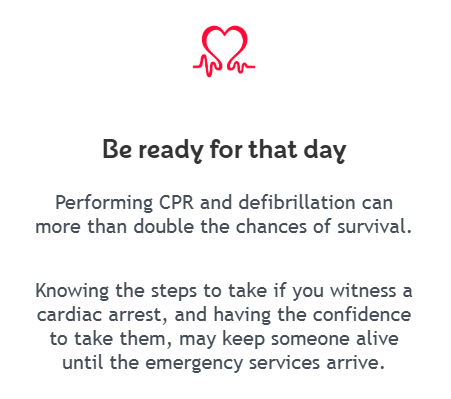 Be ready for that day
Performing CPR and defibrillation can
more than double the chances of survival.
Knowing the steps to take if you witness a
cardiac arrest, and having the confidence
to take them, may keep someone alive
until the emergency services arrive.